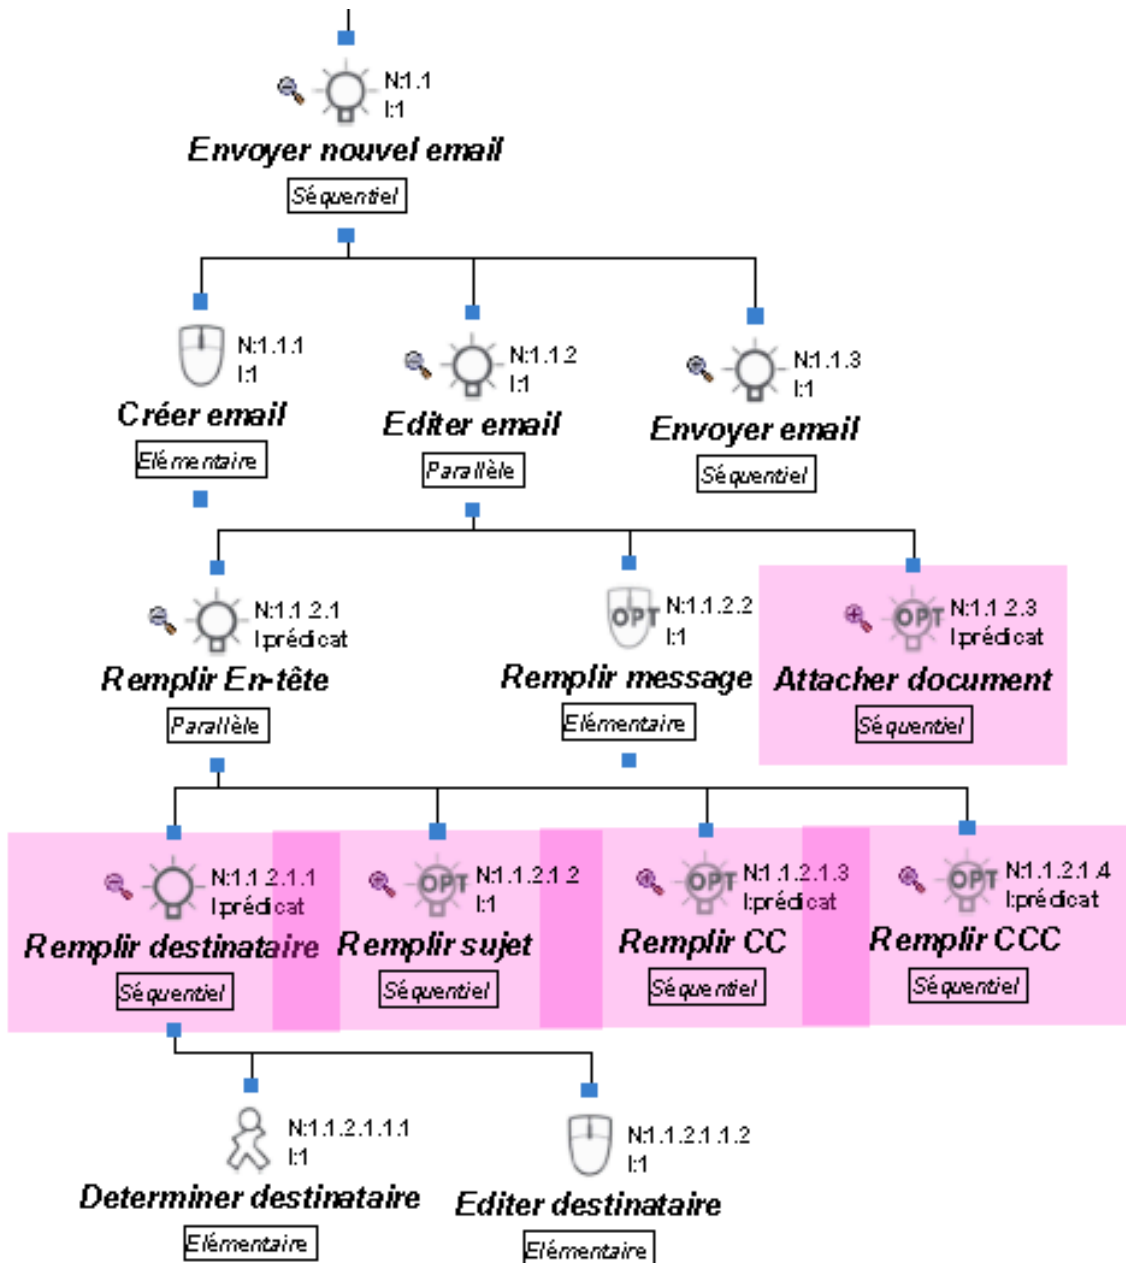 N:1.1
I:1
Envoyer nouvel email
Séquentiel
N:1.1.1
I:1
Créer email
Elémentaire
N:1.1.2
I:1
Editer email
Parallèle
N:1.1.3
I:1
Envoyer email
Séquentiel
N:1.1.2.1
I:prédicat
Remplir En-tête
Parallèle
OPT
N:1.1.2.2
I:1
Remplir message
Elémentaire
OPT
N:1.1.2.3
I:prédicat
Attacher document
Séquentiel
N:1.1.2.1.1
I:prédicat
Remplir destinataire
Séquentiel
OPT
N:1.1.2.1.2
I:1
Remplir sujet
Séquentiel
OPT
N:1.1.2.1.3
I:prédicat
Remplir CC
Séquentiel
OPT
N:1.1.2.1.4
I:prédicat
Remplir CCC
Séquentiel
N:1.1.2.1.1.1
I:1
Determiner destinataire
Elémentaire
N:1.1.2.1.1.2
I:1
Editer destinataire
Elémentaire